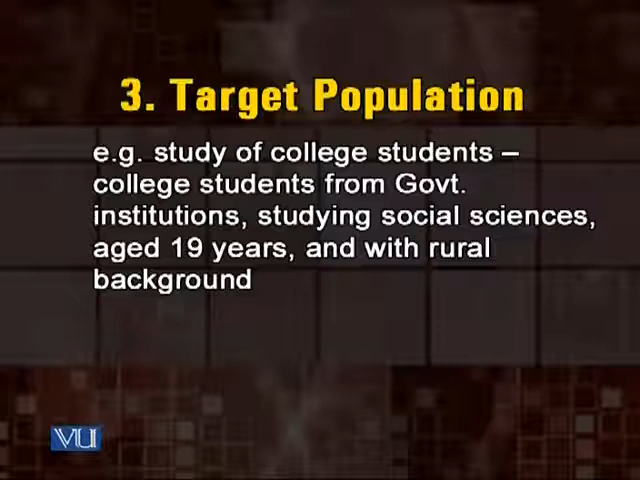 3. Target Population
e.g. study of college students –
college students from Govt.
institutions, studying social sciences,
aged 19 years, and with rural
background
VU